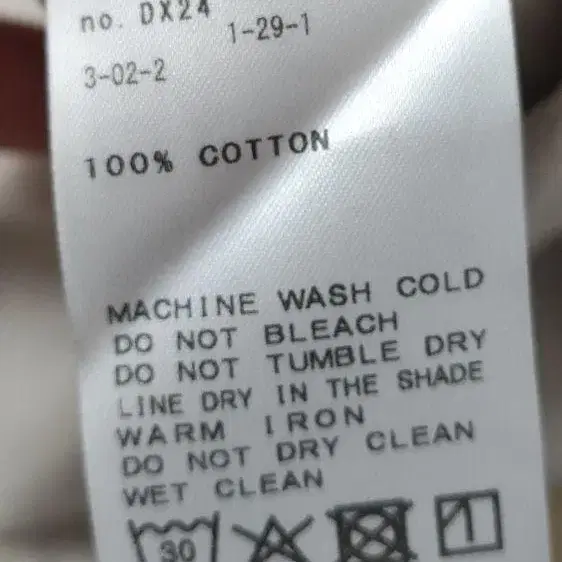 no. DX24
1-29-1
3-02-2
100% COTTON
MACHINE WASH COLD
DO NOT BLEACH
DO NOT TUMBLE DRY
LINE DRY IN THE SHADE
WARM IRON
DO NOT DRY CLEAN
WET CLEAN
30